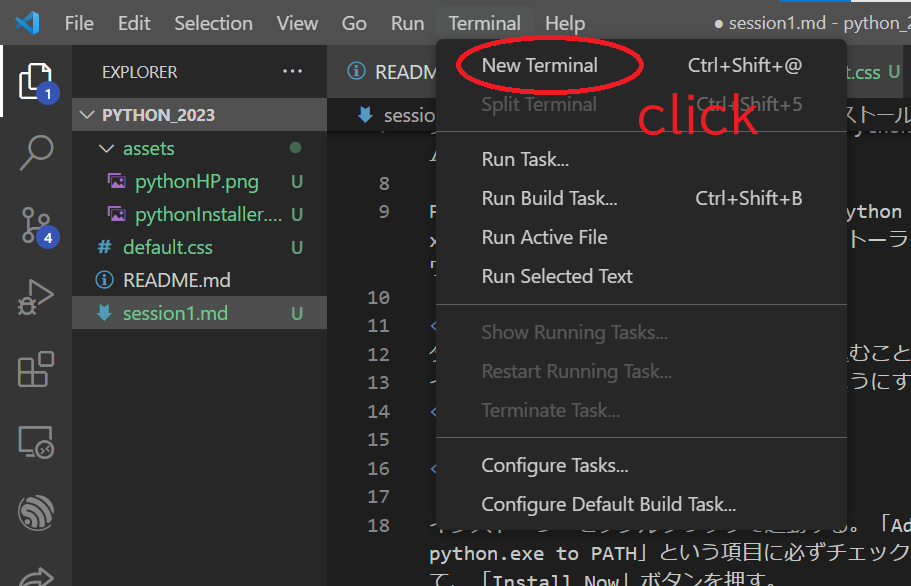 File Edit Selection View Go Run Terminal Help ● session1.md - python_2
EXPLORER ···
READM
.css U
PYTHON_2023
sessio
assets
pythonHP.png U
pythonInstaller.... U
default.css U
README.md
session1.md U
1
4
New Terminal Ctrl+Shift+@
Split Terminal Ctrl+Shift+5
click
Run Task...
Run Build Task... Ctrl+Shift+B
Run Active File
Run Selected Text
Show Running Tasks...
Restart Running Task...
Terminate Task...
Configure Tasks...
Configure Default Build Task...
ストール
8
9 ython
トーラ
10
11
12 むこと
13 うにす
14
15
16
17
18 「Ad
python.exe to PATH」という項目に必ずチェック
て、「Install Now」ボタンを押す。